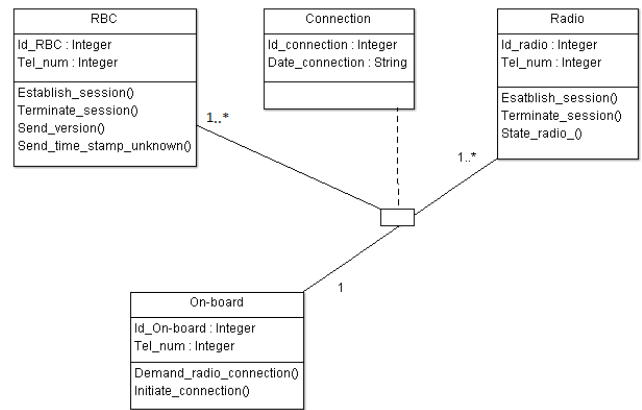 RBC
Id_RBC : Integer
Tel_num : Integer
Establish_session()
Terminate_session()
Send_version()
Send_time_stamp_unknown()
Connection
Id_connection : Integer
Date_connection : String
Radio
Id_radio : Integer
Tel_num : Integer
Esatblish_session()
Terminate_session()
State_radio_()
1..*
1..*
1
On-board
Id_On-board : Integer
Tel_num : Integer
Demand_radio_connection()
Initiate_connection()